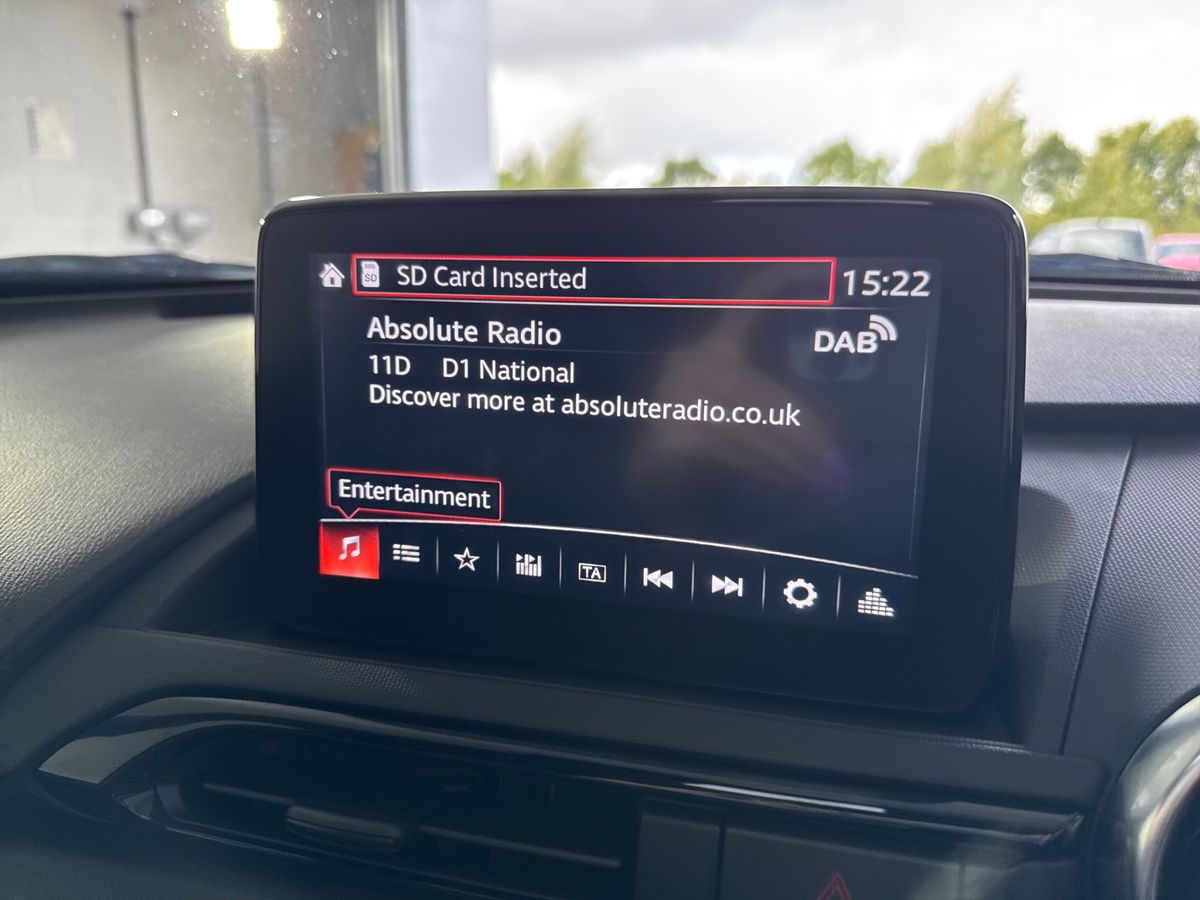 SD
SD Card Inserted
15:22
Absolute Radio
DAB
11D D1 National
Discover more at absoluteradio.co.uk
Entertainment
TA